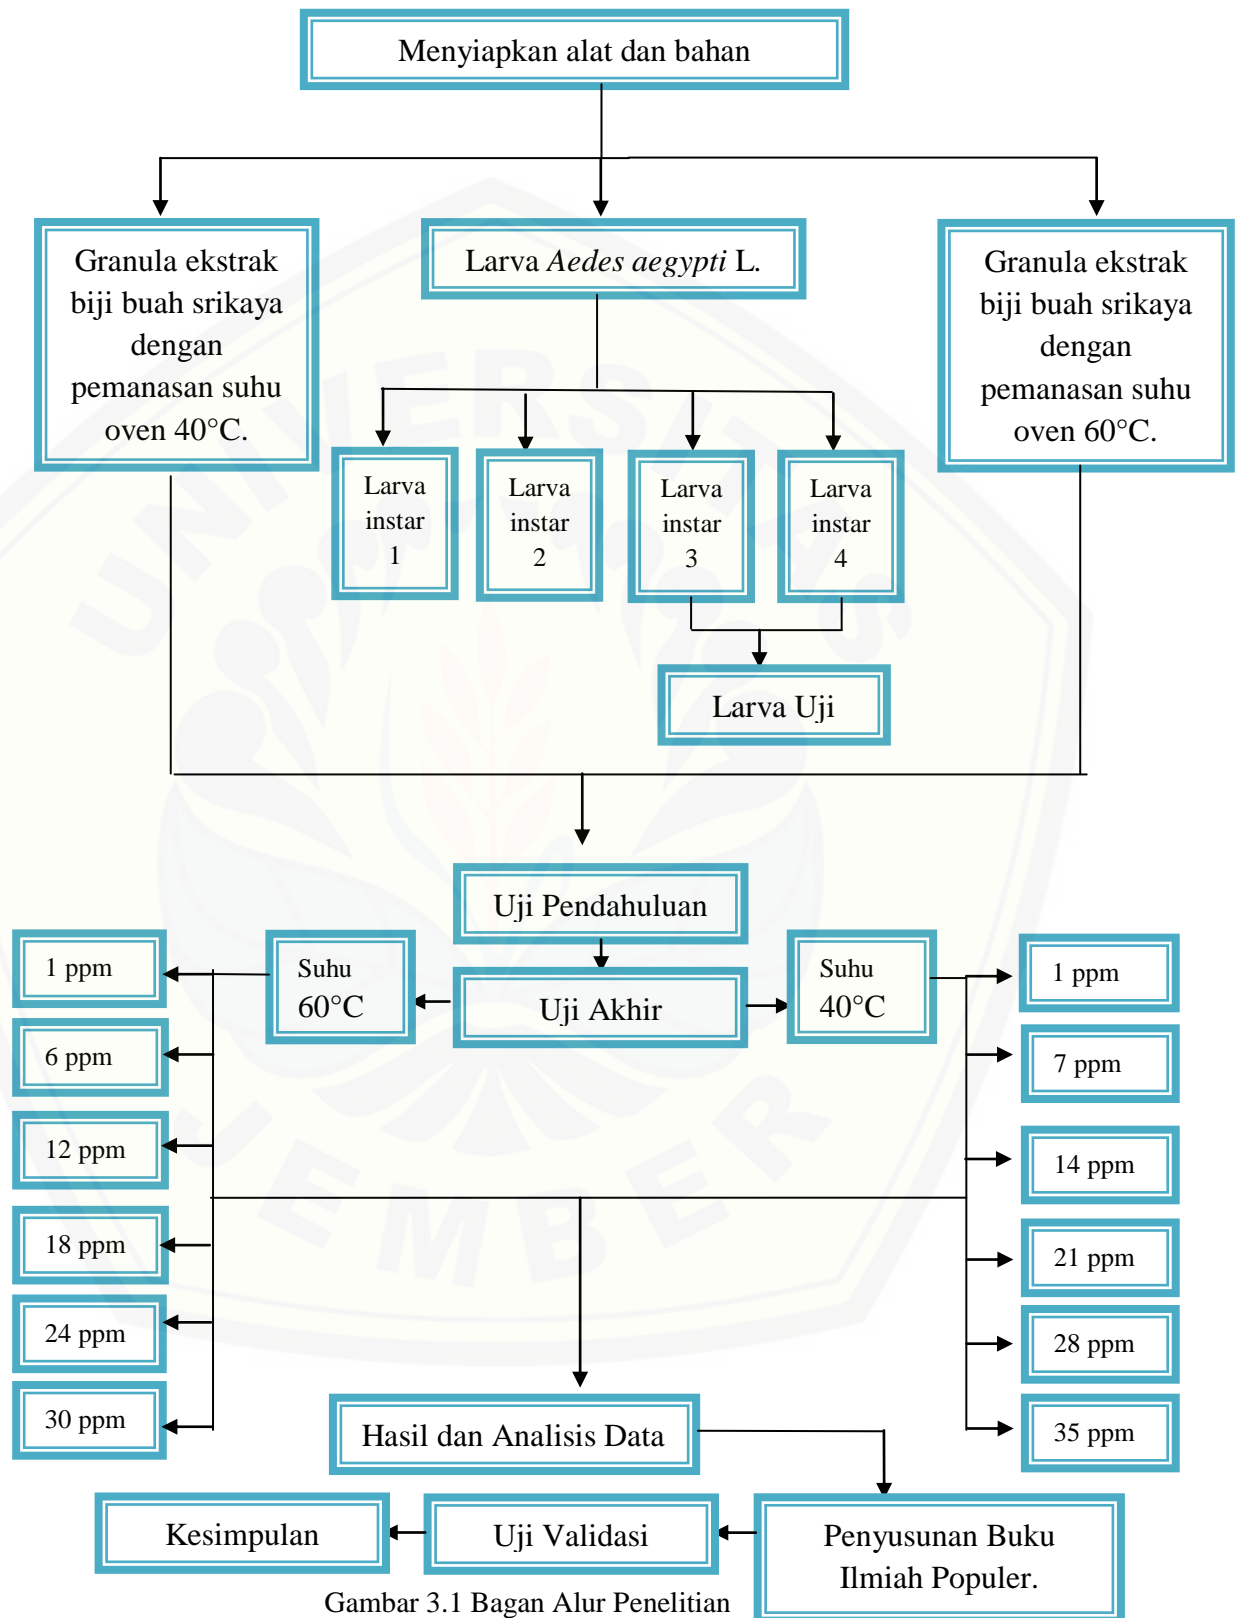 Menyiapkan alat dan bahan
Granula ekstrak
biji buah srikaya
dengan
pemanasan suhu
oven 40°C.
Larva Aedes aegypti L.
Granula ekstrak
biji buah srikaya
dengan
pemanasan suhu
oven 60°C.
Larva
instar
1
Larva
instar
2
Larva
instar
3
Larva
instar
4
Larva Uji
Uji Pendahuluan
Suhu
60°C
Uji Akhir
Suhu
40°C
1 ppm
6 ppm
12 ppm
18 ppm
24 ppm
30 ppm
1 ppm
7 ppm
14 ppm
21 ppm
28 ppm
35 ppm
Hasil dan Analisis Data
Kesimpulan
Uji Validasi
Penyusunan Buku
Ilmiah Populer.
Gambar 3.1 Bagan Alur Penelitian
UNIVERSITAS
JEMBER